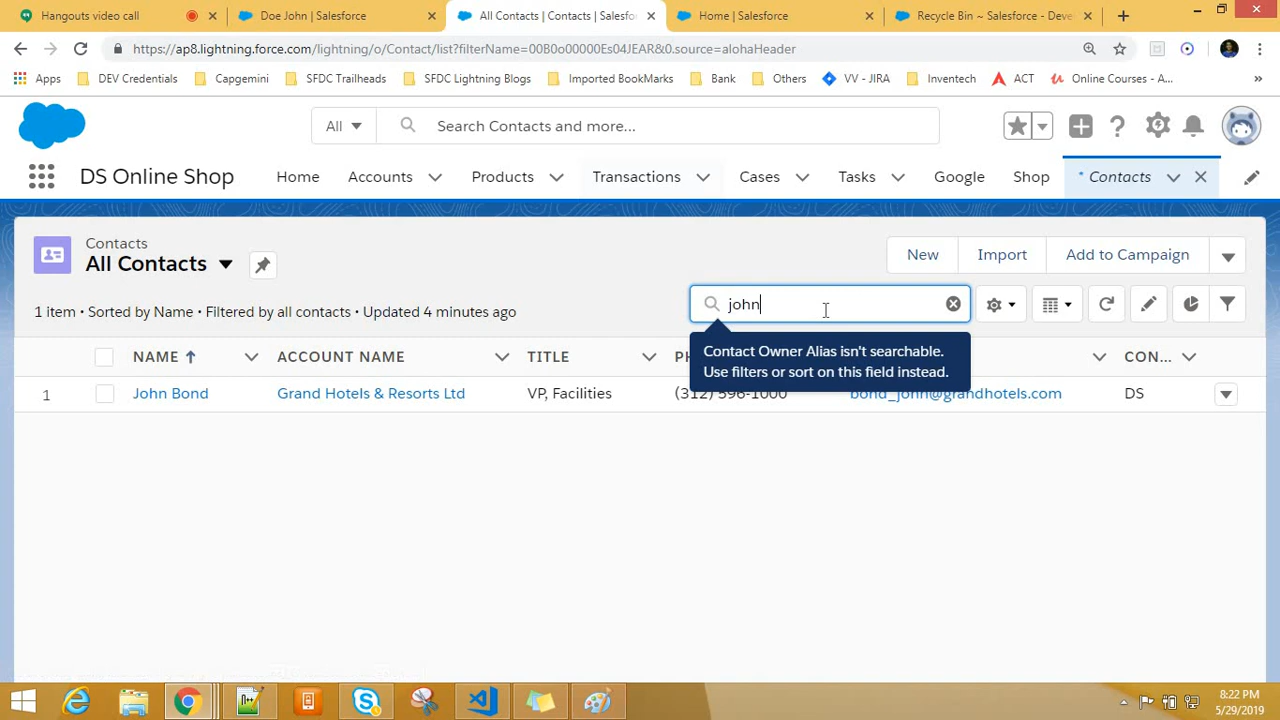 Hangouts video call
Doe John | Salesforce
All Contacts | Contacts | Salesfo
Home | Salesforce
Recycle Bin ~ Salesforce - Deve
https://ap8.lightning.force.com/lightning/o/Contact/list?filterName=00B0o00000Es04JEAR&0.source=alohaHeader
Apps DEV Credentials Capgemini SFDC Trailheads SFDC Lightning Blogs Imported BookMarks Bank Others VV - JIRA Inventech ACT Online Courses - A... »
All Search Contacts and more...
DS Online Shop Home Accounts Products Transactions Cases Tasks Google Shop * Contacts
Contacts
All Contacts
New Import Add to Campaign
1 item • Sorted by Name • Filtered by all contacts • Updated 4 minutes ago
john
Contact Owner Alias isn't searchable.
Use filters or sort on this field instead.
NAME ACCOUNT NAME TITLE CON...
1 John Bond Grand Hotels & Resorts Ltd VP, Facilities (312) 596-1000 bond_john@grandhotels.com DS
8:22 PM
5/29/2019